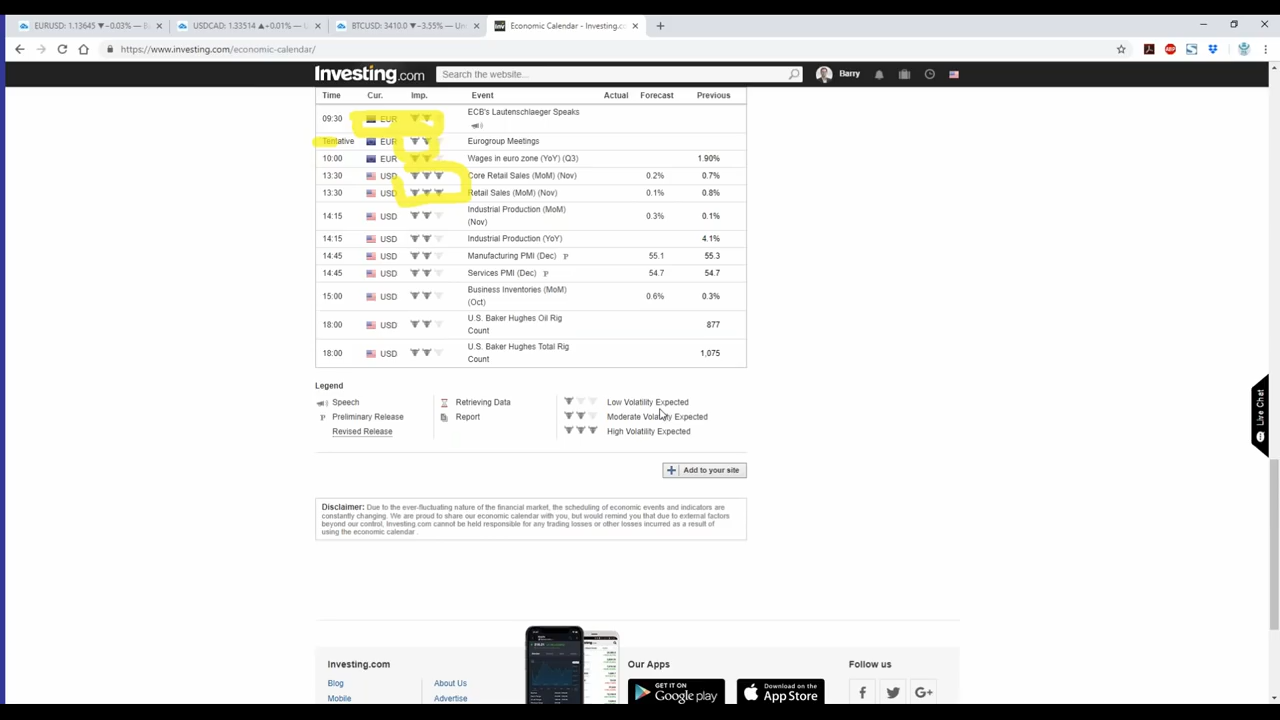 EURUSD: 1.13645 ▼−0.03% — B
USDCAD: 1.33514 ▲+0.01% — U
BTCUSD: 3410.0 ▼−3.55% — Un
Economic Calendar - Investing.co
https://www.investing.com/economic-calendar/
Investing.com Search the website... Barry
Time Cur. Imp. Event Actual Forecast Previous
09:30 EUR ECB's Lautenschlaeger Speaks
Tentative EUR Eurogroup Meetings
10:00 EUR Wages in euro zone (YoY) (Q3) 1.90%
13:30 USD Core Retail Sales (MoM) (Nov) 0.2% 0.7%
13:30 USD Retail Sales (MoM) (Nov) 0.1% 0.8%
14:15 USD Industrial Production (MoM) 0.3% 0.1%
(Nov)
14:15 USD Industrial Production (YoY) 4.1%
14:45 USD Manufacturing PMI (Dec) P 55.1 55.3
14:45 USD Services PMI (Dec) P 54.7 54.7
15:00 USD Business Inventories (MoM) 0.6% 0.3%
(Oct)
18:00 USD U.S. Baker Hughes Oil Rig 877
Count
18:00 USD U.S. Baker Hughes Total Rig 1,075
Count
Legend
Speech Retrieving Data Low Volatility Expected
P Preliminary Release Report Moderate Volatility Expected
Revised Release High Volatility Expected
Add to your site
Disclaimer: Due to the ever-fluctuating nature of the financial market, the scheduling of economic events and indicators are
constantly changing. We are proud to share our economic calendar with you, but would remind you that due to external factors
beyond our control, Investing.com cannot be held responsible for any trading losses or other losses incurred as a result of
using the economic calendar.
Live Chat
Investing.com Our Apps Follow us
Blog About Us
Mobile Advertise
GET IT ON
Google play
Download on the
App Store
G+